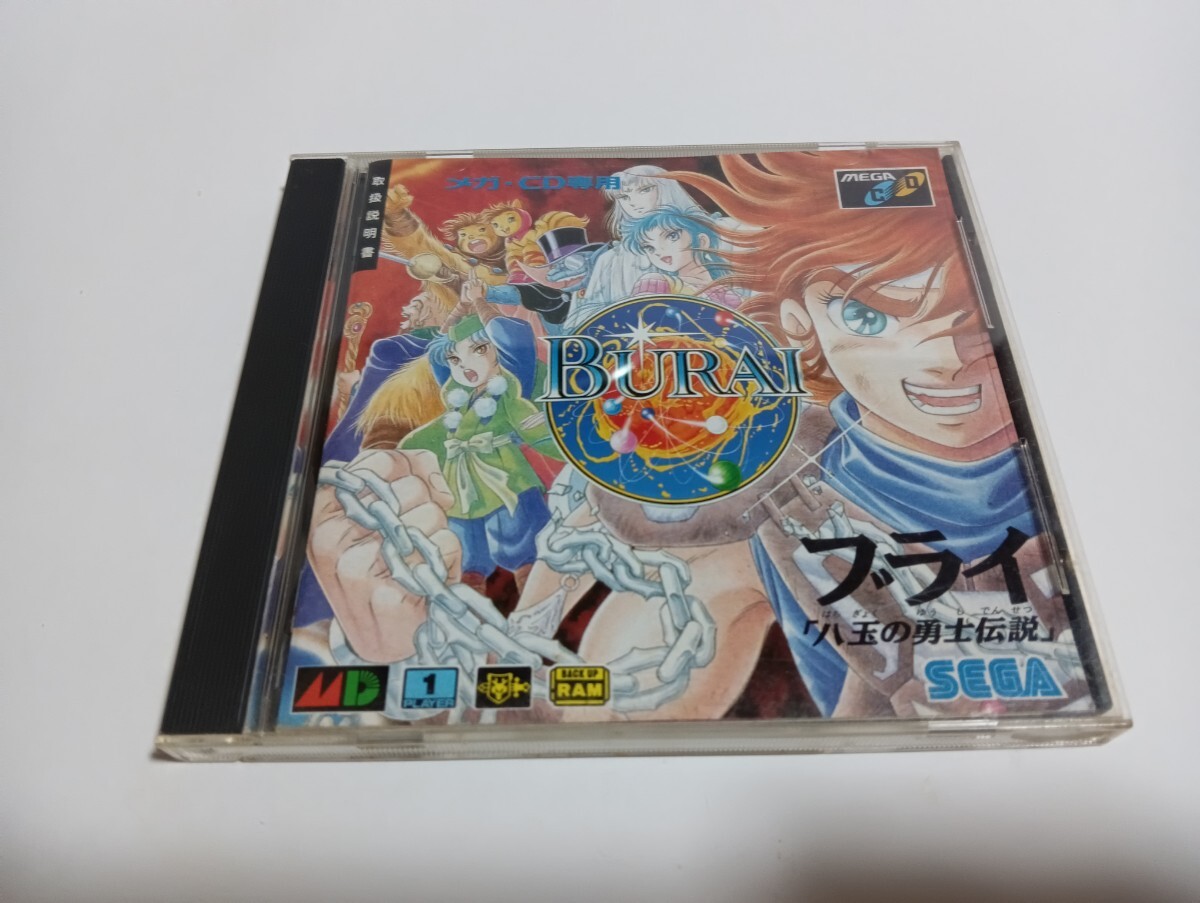 取扱説明書
メガ・CD専用
MEGA
CD
BURAI
ブライ
はち ぎょく ゆう し でん せつ
「八玉の勇士伝説」
SEGA
MD
1
PLAYER
BACK UP
RAM